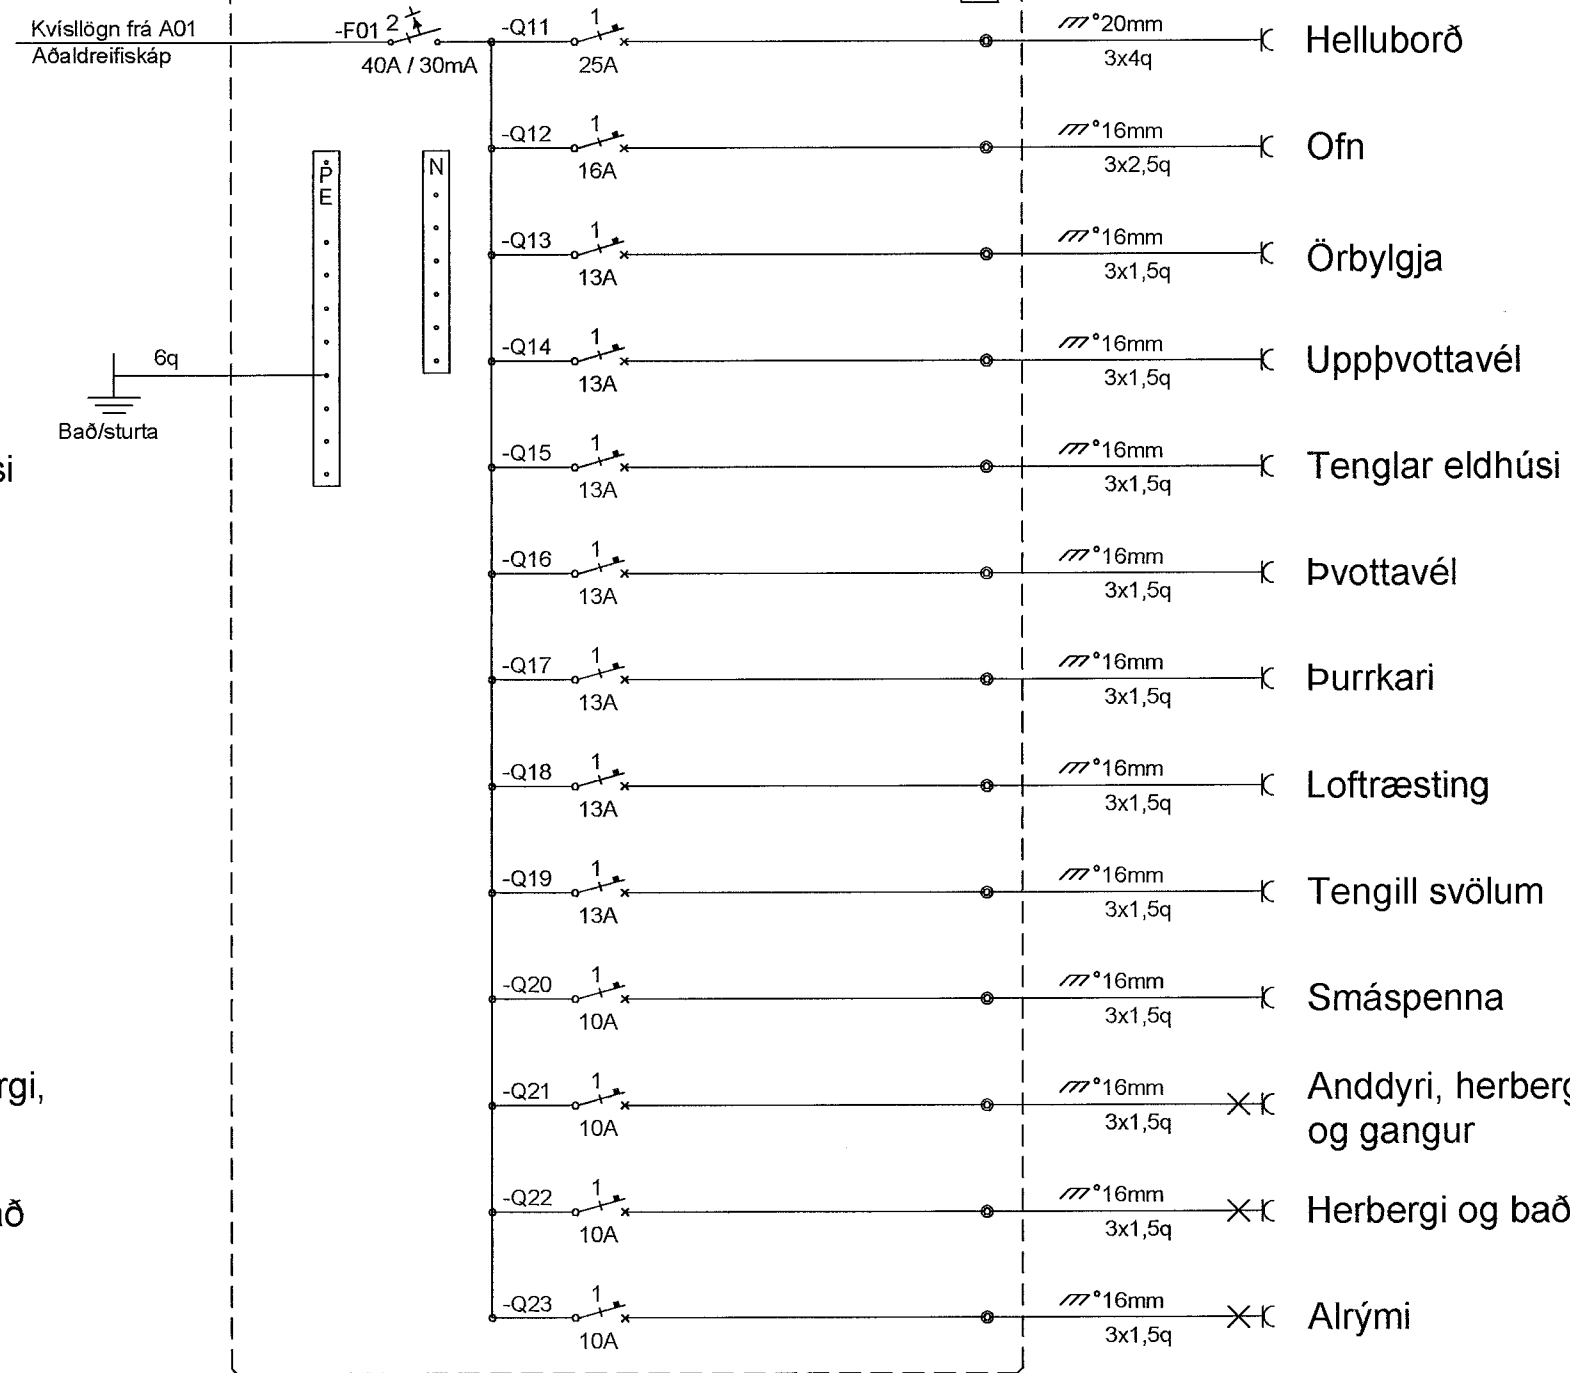 Kvísllögn frá A01
Aðaldreifiskáp
-F01 2
40A / 30mA
-Q11 1 25A °20mm 3x4q Helluborð
-Q12 1 16A °16mm 3x2,5q Ofn
PE
N
-Q13 1 13A °16mm 3x1,5q Örbylgja
-Q14 1 13A °16mm 3x1,5q Uppþvottavél
6q
Bað/sturta
si
-Q15 1 13A °16mm 3x1,5q Tenglar eldhúsi
-Q16 1 13A °16mm 3x1,5q Þvottavél
-Q17 1 13A °16mm 3x1,5q Þurrkari
-Q18 1 13A °16mm 3x1,5q Loftræsting
-Q19 1 13A °16mm 3x1,5q Tengill svölum
-Q20 1 10A °16mm 3x1,5q Smáspenna
rgi,
-Q21 1 10A °16mm 3x1,5q Anddyri, herberg
og gangur
að
-Q22 1 10A °16mm 3x1,5q Herbergi og bað
-Q23 1 10A °16mm 3x1,5q Alrými